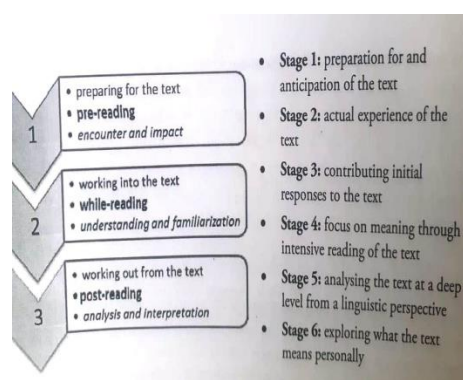 1
• preparing for the text
• pre-reading
• encounter and impact
2
• working into the text
• while-reading
• understanding and familiarization
3
• working out from the text
• post-reading
• analysis and interpretation
• Stage 1: preparation for and
anticipation of the text
• Stage 2: actual experience of the
text
• Stage 3: contributing initial
responses to the text
• Stage 4: focus on meaning through
intensive reading of the text
• Stage 5: analysing the text at a deep
level from a linguistic perspective
• Stage 6: exploring what the text
means personally